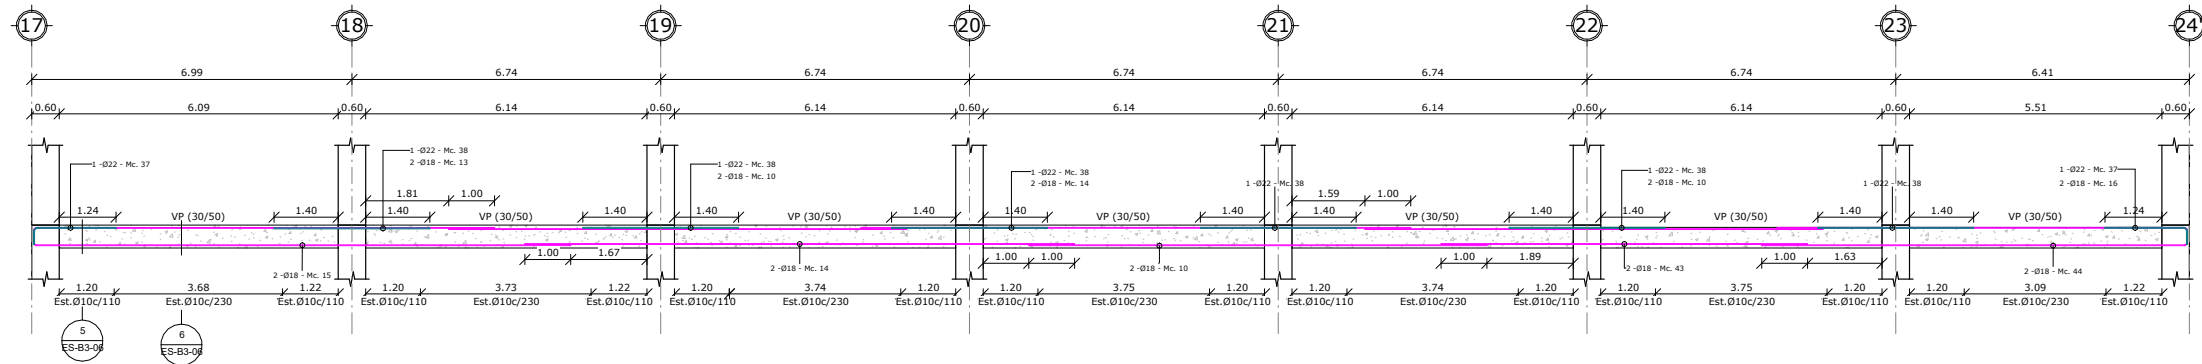 17 18 19 20 21 22 23 24
6.99 6.74 6.74 6.74 6.74 6.74 6.41
0.60 6.09 0.60 6.14 0.60 6.14 0.60 6.14 0.60 6.14 0.60 6.14 0.60 5.51 0.60
1 -Ø22 - Mc. 37
1 -Ø22 - Mc. 38
2 -Ø18 - Mc. 13
1 -Ø22 - Mc. 38
2 -Ø18 - Mc. 10
1 -Ø22 - Mc. 38
2 -Ø18 - Mc. 14
1 -Ø22 - Mc. 38
1 -Ø22 - Mc. 38
2 -Ø18 - Mc. 10
1 -Ø22 - Mc. 38
1 -Ø22 - Mc. 37
2 -Ø18 - Mc. 16
1.81 1.00 1.59 1.00
1.24 VP (30/50) 1.40 1.40 VP (30/50) 1.40 1.40 VP (30/50) 1.40 1.40 VP (30/50) 1.40 1.40 VP (30/50) 1.40 1.40 VP (30/50) 1.40 1.40 VP (30/50) 1.24
1.00 1.67 1.00 1.00 1.00 1.89 1.00 1.63
2 -Ø18 - Mc. 15 2 -Ø18 - Mc. 14 2 -Ø18 - Mc. 10 2 -Ø18 - Mc. 43 2 -Ø18 - Mc. 44
1.20 3.68 1.22 1.20 3.73 1.22 1.20 3.74 1.20 1.20 3.75 1.20 1.20 3.74 1.20 1.20 3.75 1.20 1.20 3.09 1.22
Est.Ø10c/110 Est.Ø10c/230 Est.Ø10c/110 Est.Ø10c/110 Est.Ø10c/230 Est.Ø10c/110 Est.Ø10c/110 Est.Ø10c/230 Est.Ø10c/110 Est.Ø10c/110 Est.Ø10c/230 Est.Ø10c/110 Est.Ø10c/110 Est.Ø10c/230 Est.Ø10c/110 Est.Ø10c/110 Est.Ø10c/230 Est.Ø10c/110 Est.Ø10c/110 Est.Ø10c/230 Est.Ø10c/110
5 6
ES-B3-06 ES-B3-06